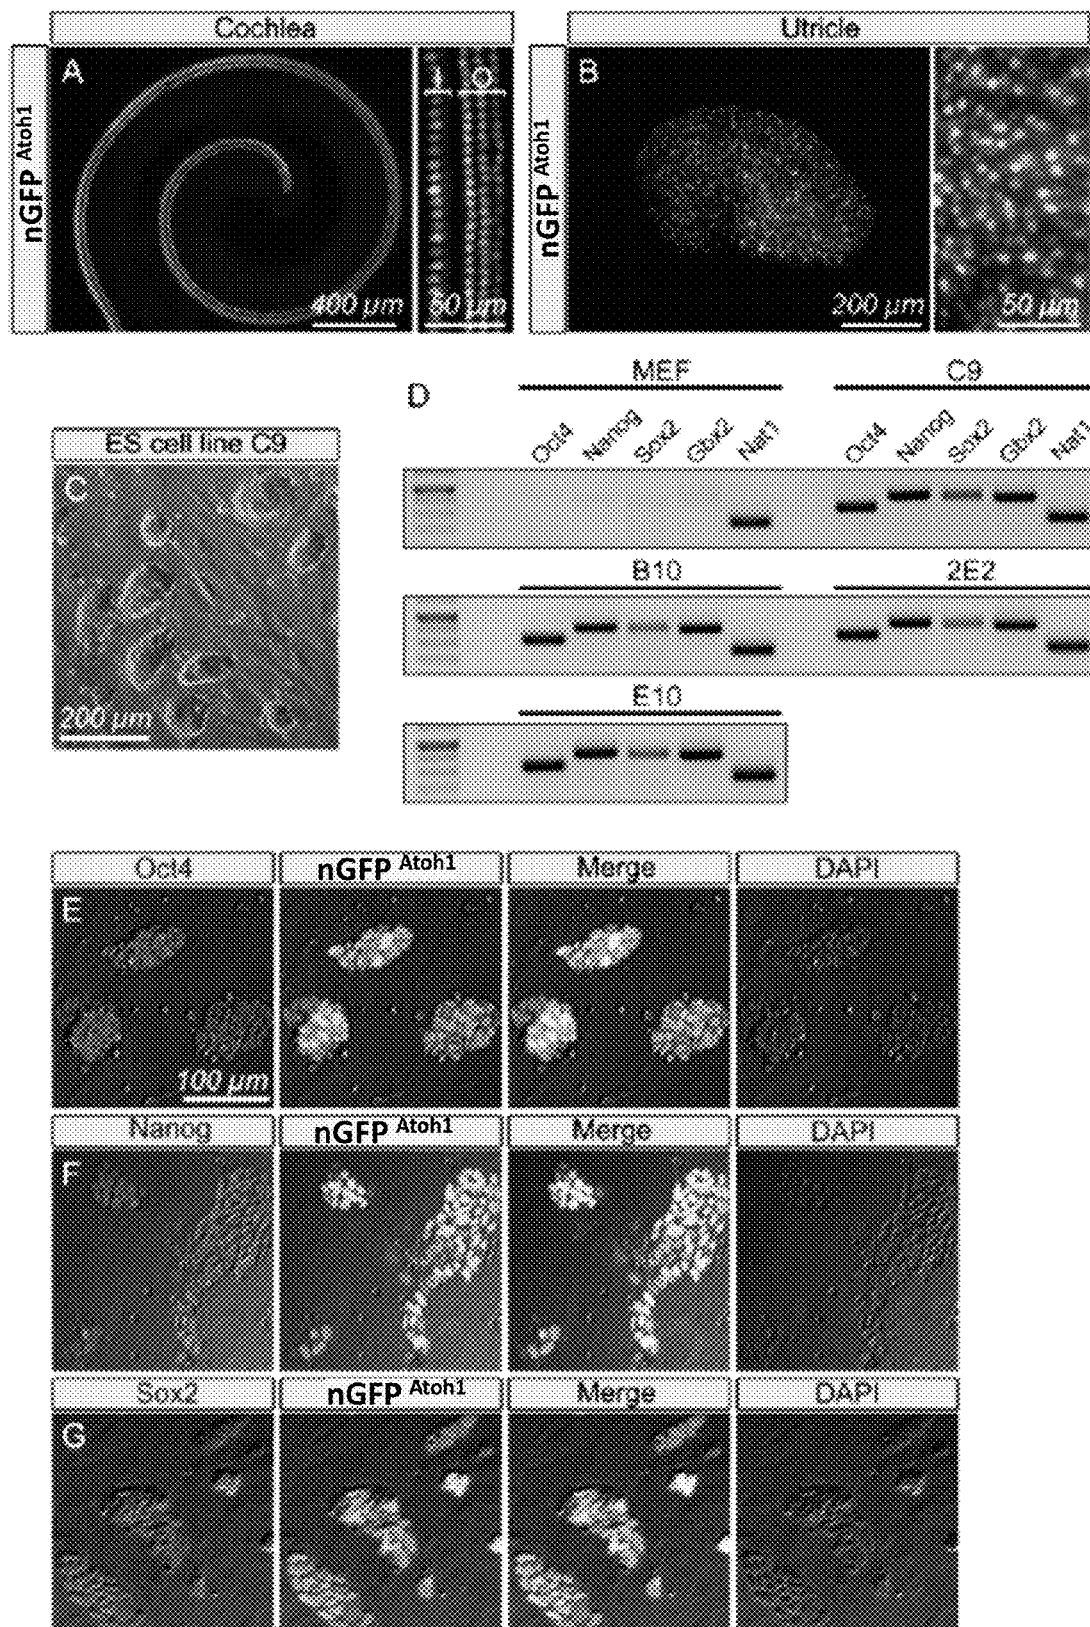 Cochlea
Utricle
nGFP Atoh1
A
I
O
400 µm
50 µm
nGFP Atoh1
B
200 µm
50 µm
D
MEF
C9
Oct4
Nanog
Sox2
Gbx2
Nat1
Oct4
Nanog
Sox2
Gbx2
Nat1
ES cell line C9
C
200 µm
B10
2E2
E10
Oct4
nGFP Atoh1
Merge
DAPI
E
100 µm
Nanog
nGFP Atoh1
Merge
DAPI
F
Sox2
nGFP Atoh1
Merge
DAPI
G